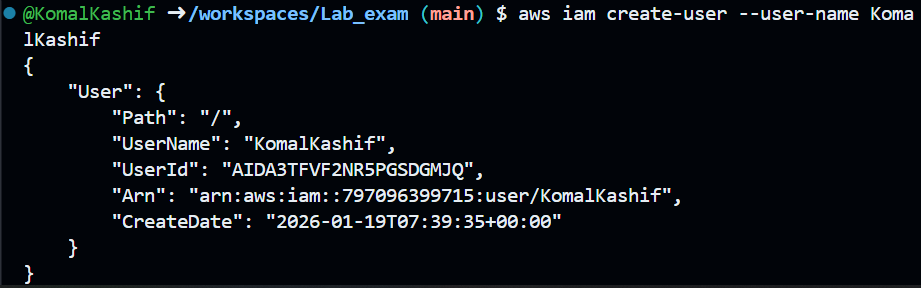 @KomalKashif ➜/workspaces/Lab_exam (main) $ aws iam create-user --user-name Koma
lKashif
{
    "User": {
        "Path": "/",
        "UserName": "KomalKashif",
        "UserId": "AIDA3TFVF2NR5PGSDGMJQ",
        "Arn": "arn:aws:iam::797096399715:user/KomalKashif",
        "CreateDate": "2026-01-19T07:39:35+00:00"
    }
}